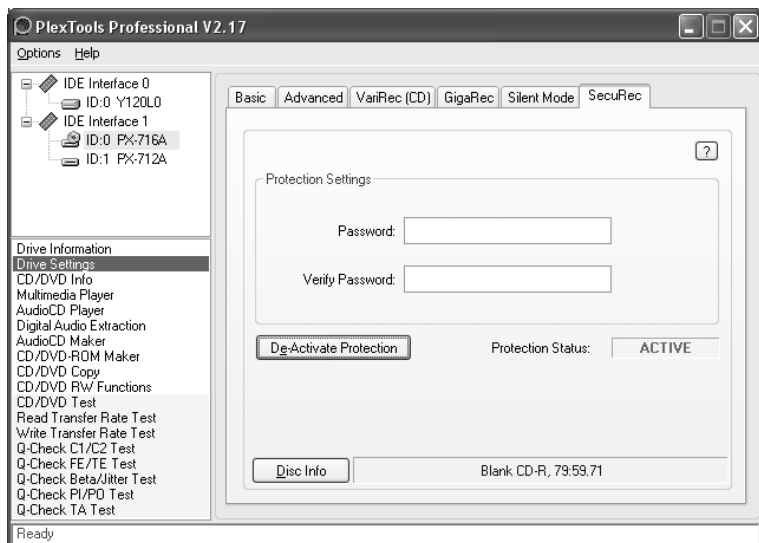 PlexTools Professional V2.17
Options Help
IDE Interface 0
ID:0 Y120L0
IDE Interface 1
ID:0 PX-716A
ID:1 PX-712A
Drive Information
Drive Settings
CD/DVD Info
Multimedia Player
AudioCD Player
Digital Audio Extraction
AudioCD Maker
CD/DVD-ROM Maker
CD/DVD Copy
CD/DVD RW Functions
CD/DVD Test
Read Transfer Rate Test
Write Transfer Rate Test
Q-Check C1/C2 Test
Q-Check FE/TE Test
Q-Check Beta/Jitter Test
Q-Check PI/PO Test
Q-Check TA Test
Basic Advanced VariRec (CD) GigaRec Silent Mode SecuRec
?
Protection Settings
Password:
Verify Password:
De-Activate Protection Protection Status: ACTIVE
Disc Info Blank CD-R, 79:59.71
Ready